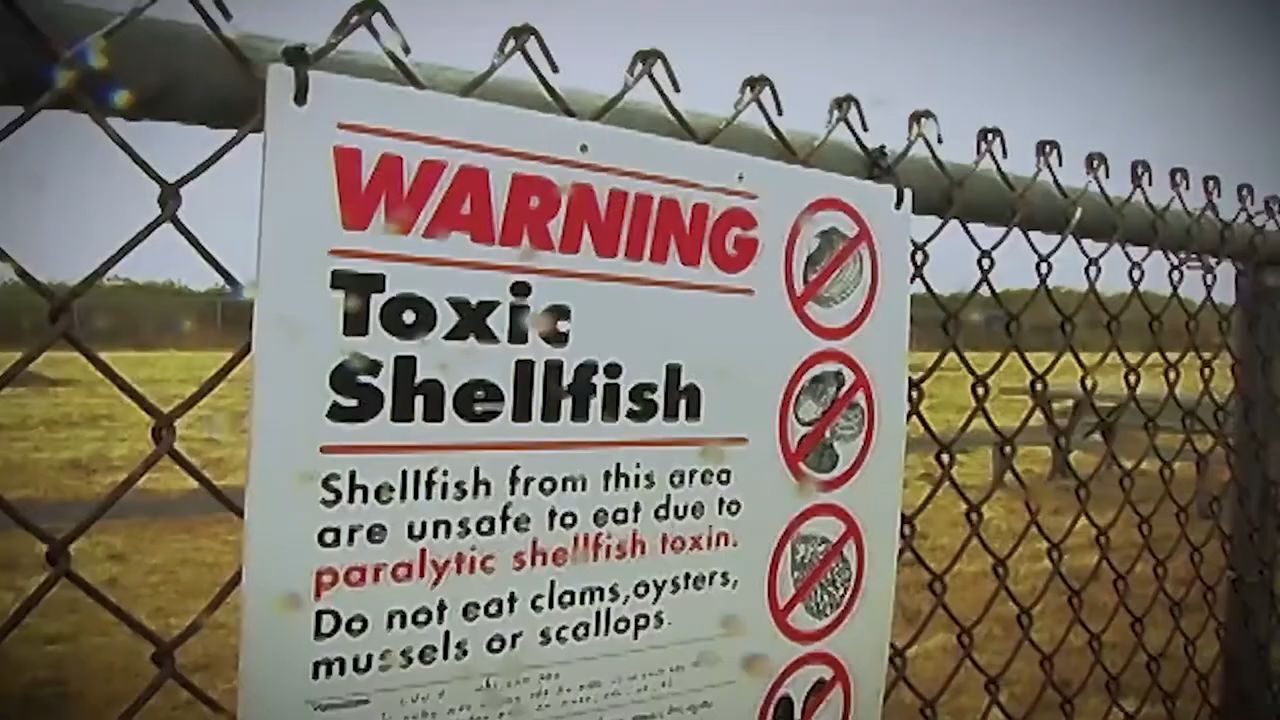 WARNING
Toxic
Shellfish
Shellfish from this area
are unsafe to eat due to
paralytic shellfish toxin.
Do not eat clams,oysters,
mussels or scallops.